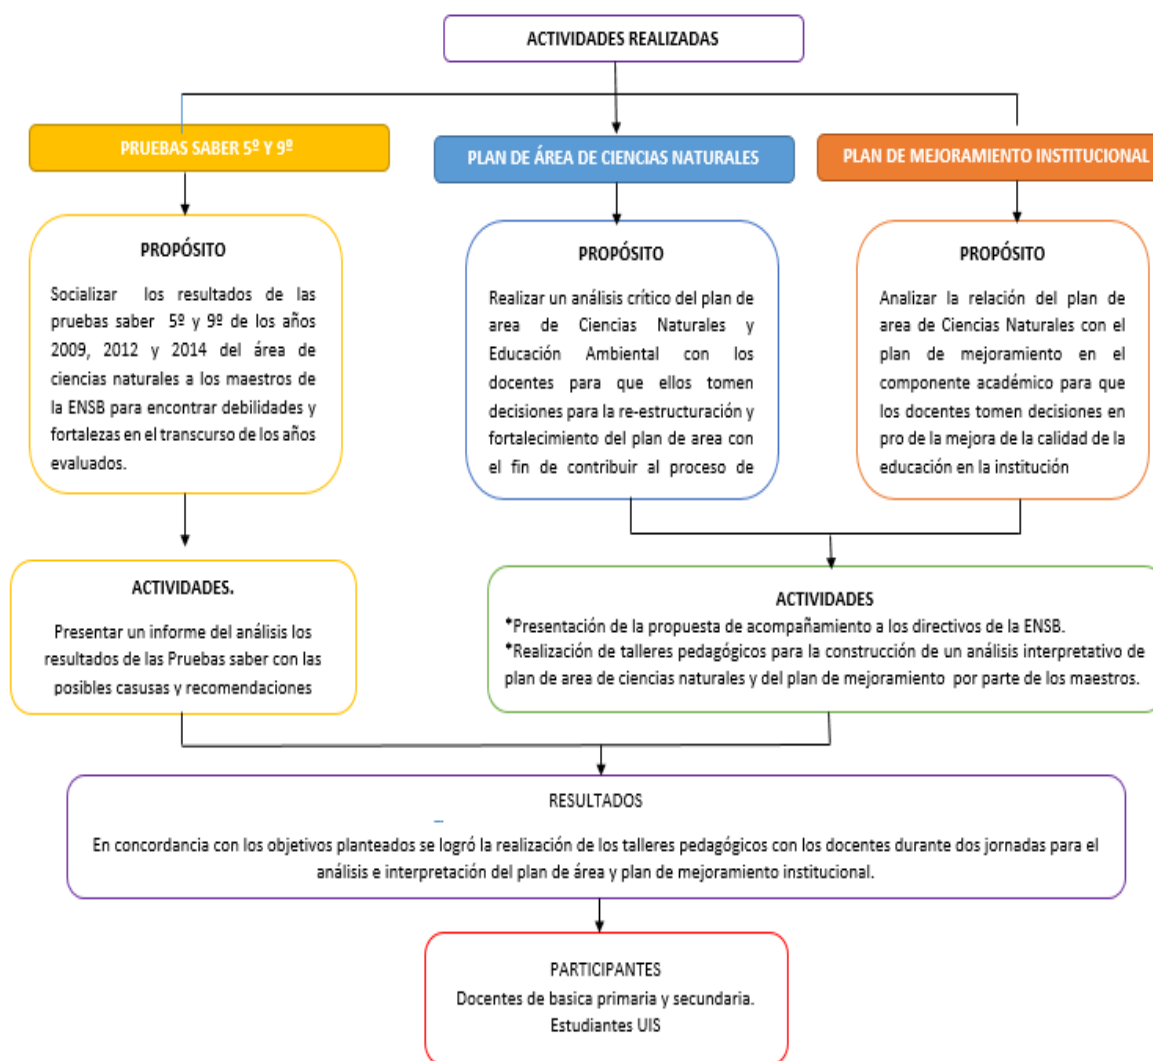 ACTIVIDADES REALIZADAS
PRUEBAS SABER 5º Y 9º
PLAN DE ÁREA DE CIENCIAS NATURALES
PLAN DE MEJORAMIENTO INSTITUCIONAL
PROPÓSITO
Socializar los resultados de las
pruebas saber 5º y 9º de los años
2009, 2012 y 2014 del área de
ciencias naturales a los maestros de
la ENSB para encontrar debilidades y
fortalezas en el transcurso de los años
evaluados.
PROPÓSITO
Realizar un análisis crítico del plan de
area de Ciencias Naturales y
Educación Ambiental con los
docentes para que ellos tomen
decisiones para la re-estructuración y
fortalecimiento del plan de area con
el fin de contribuir al proceso de
PROPÓSITO
Analizar la relación del plan de
area de Ciencias Naturales con el
plan de mejoramiento en el
componente académico para que
los docentes tomen decisiones en
pro de la mejora de la calidad de la
educación en la institución
ACTIVIDADES.
Presentar un informe del análisis los
resultados de las Pruebas saber con las
posibles casusas y recomendaciones
ACTIVIDADES
*Presentación de la propuesta de acompañamiento a los directivos de la ENSB.
*Realización de talleres pedagógicos para la construcción de un análisis interpretativo de
plan de area de ciencias naturales y del plan de mejoramiento por parte de los maestros.
RESULTADOS
En concordancia con los objetivos planteados se logró la realización de los talleres pedagógicos con los docentes durante dos jornadas para el
análisis e interpretación del plan de área y plan de mejoramiento institucional.
PARTICIPANTES
Docentes de basica primaria y secundaria.
Estudiantes UIS